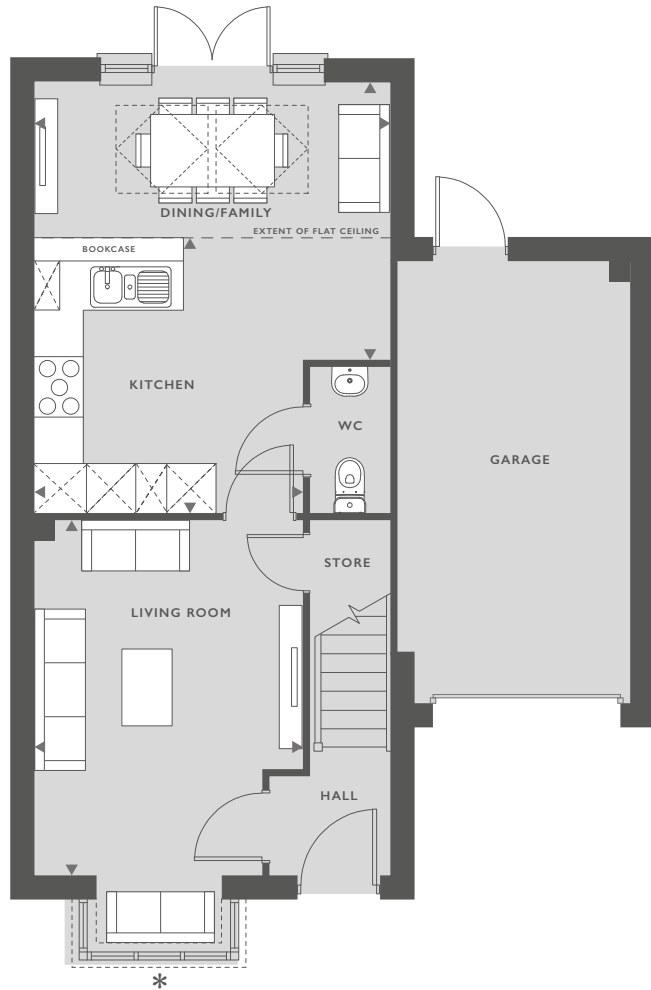 DINING/FAMILY
EXTENT OF FLAT CEILING
BOOKCASE
KITCHEN
WC
GARAGE
STORE
LIVING ROOM
HALL
*